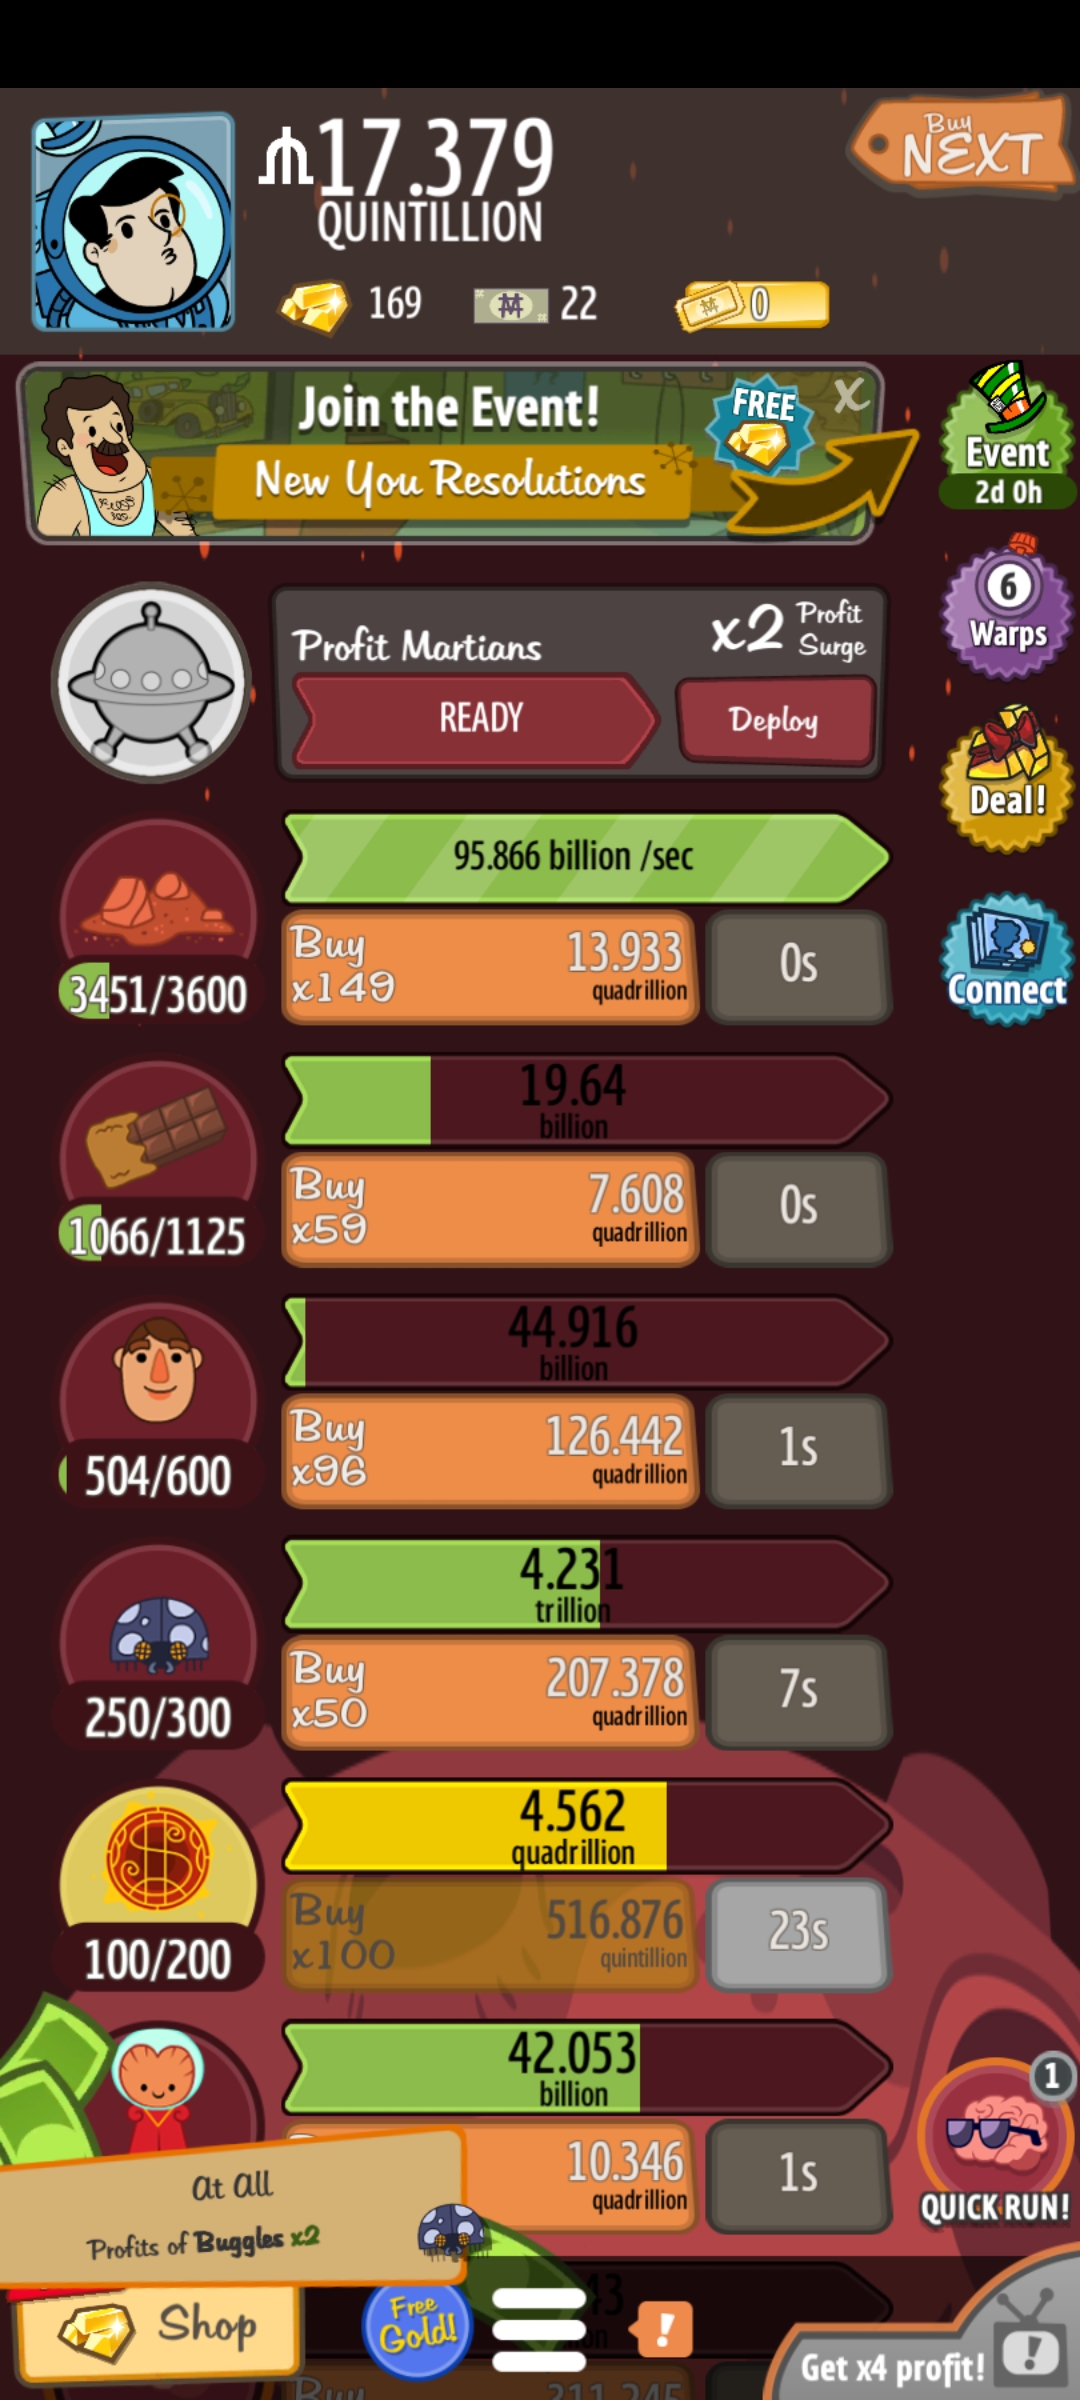 17.379
QUINTILLION
Buy
NEXT
169
22
0
Join the Event!
FREE
X
New You Resolutions
Event
2d 0h
6
Warps
Profit Martians
x2 Profit Surge
READY
Deploy
Deal!
95.866 billion /sec
3451/3600
Buy
x149
13.933
quadrillion
0s
Connect
19.64
billion
1066/1125
Buy
x59
7.608
quadrillion
0s
44.916
billion
504/600
Buy
x96
126.442
quadrillion
1s
4.231
trillion
250/300
Buy
x50
207.378
quadrillion
7s
4.562
quadrillion
100/200
Buy
x100
516.876
quintillion
23s
42.053
billion
10.346
quadrillion
1s
1
QUICK RUN!
At All
Profits of Buggles x2
Shop
Free
Gold!
!
Get x4 profit!
!
Buy
311.245